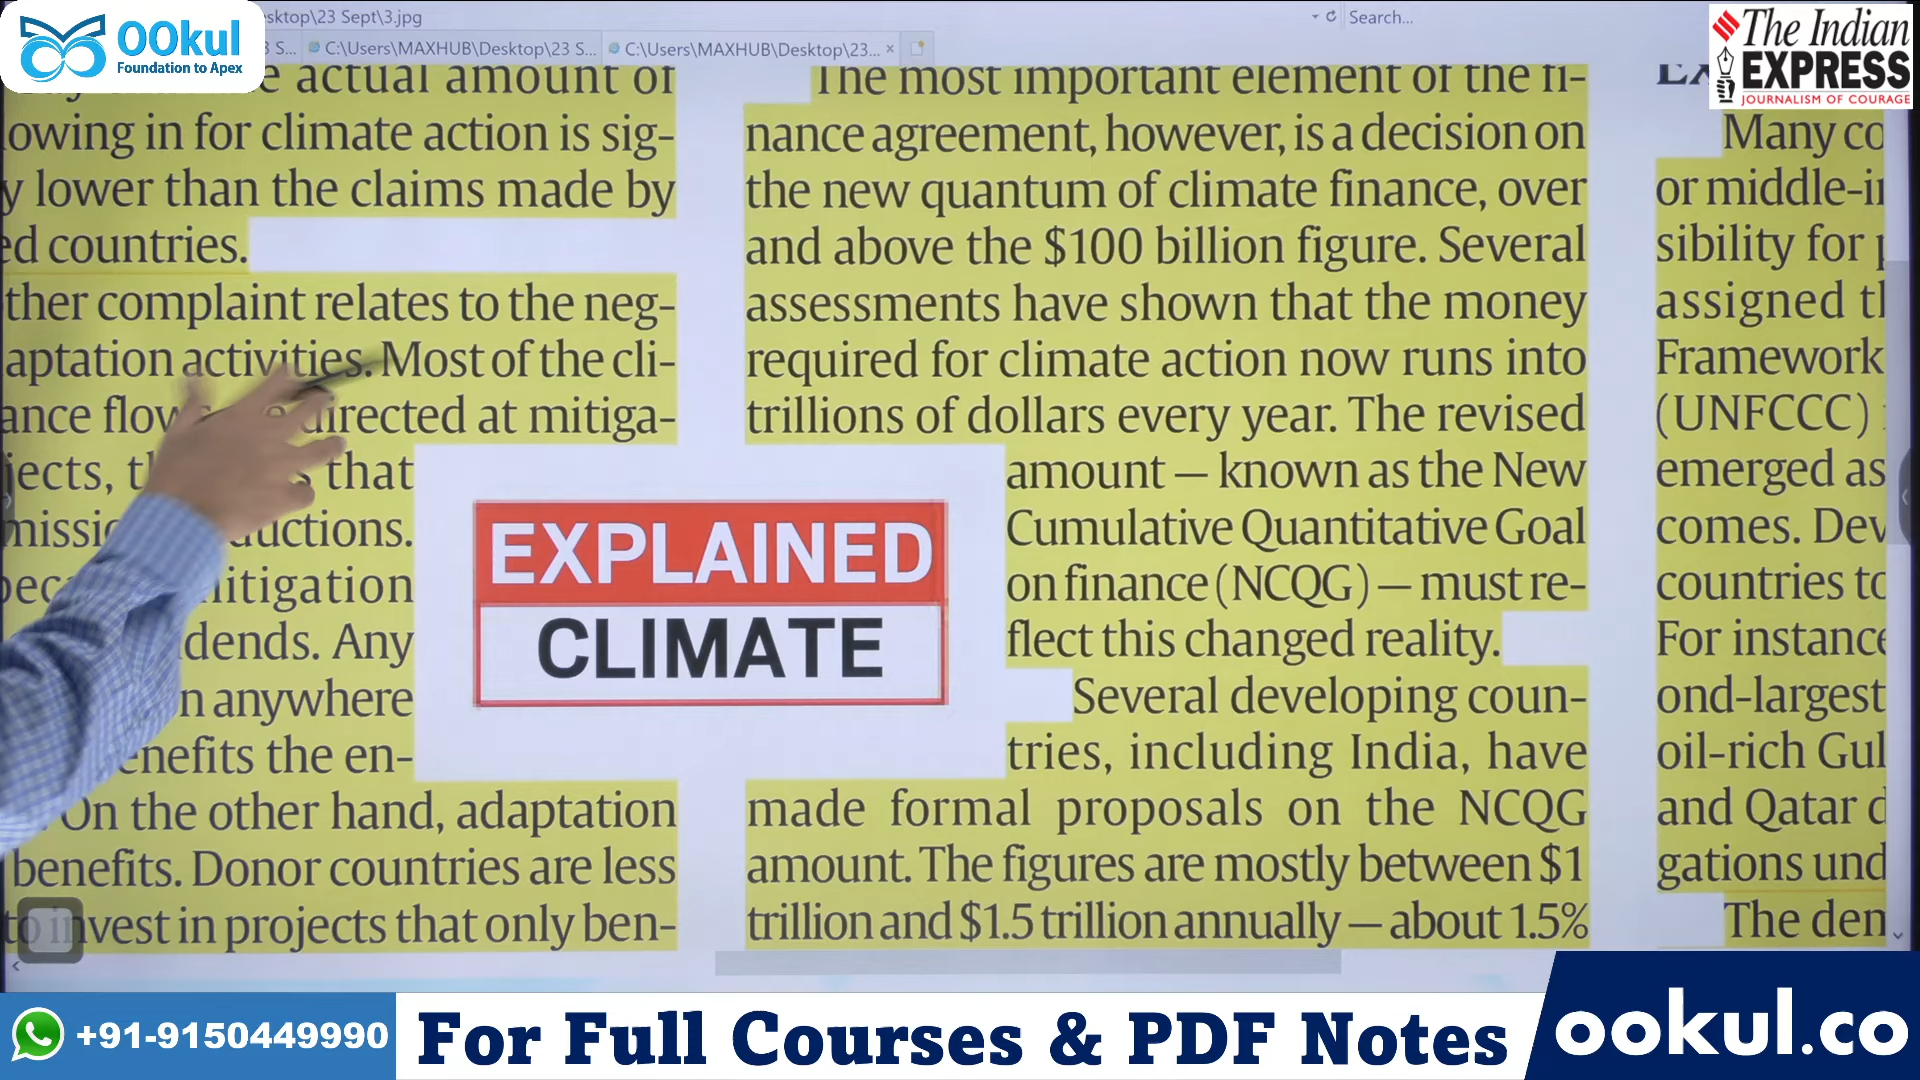 OOkul
Foundation to Apex
sktop\23 Sept\3.jpg
Search...
S...
C:\Users\MAXHUB\Desktop\23 S...
C:\Users\MAXHUB\Desktop\23...
The Indian
EXPRESS
JOURNALISM OF COURAGE
actual amount of
owing in for climate action is sig-
y lower than the claims made by
ed countries.
ther complaint relates to the neg-
aptation activities. Most of the cli-
ance flow directed at mitiga-
jects, that
missi uctions.
bec itigation
dends. Any
n anywhere
enefits the en-
On the other hand, adaptation
benefits. Donor countries are less
to invest in projects that only ben-
EXPLAINED
CLIMATE
The most important element of the fi-
nance agreement, however, is a decision on
the new quantum of climate finance, over
and above the $100 billion figure. Several
assessments have shown that the money
required for climate action now runs into
trillions of dollars every year. The revised
amount — known as the New
Cumulative Quantitative Goal
on finance (NCQG) — must re-
flect this changed reality.
Several developing coun-
tries, including India, have
made formal proposals on the NCQG
amount. The figures are mostly between $1
trillion and $1.5 trillion annually — about 1.5%
Many co
or middle-i
sibility for
assigned t
Framework
(UNFCCC)
emerged as
comes. Dev
countries to
For instance
ond-largest
oil-rich Gul
and Qatar d
gations und
The dem
+91-9150449990
For Full Courses & PDF Notes
ookul.co